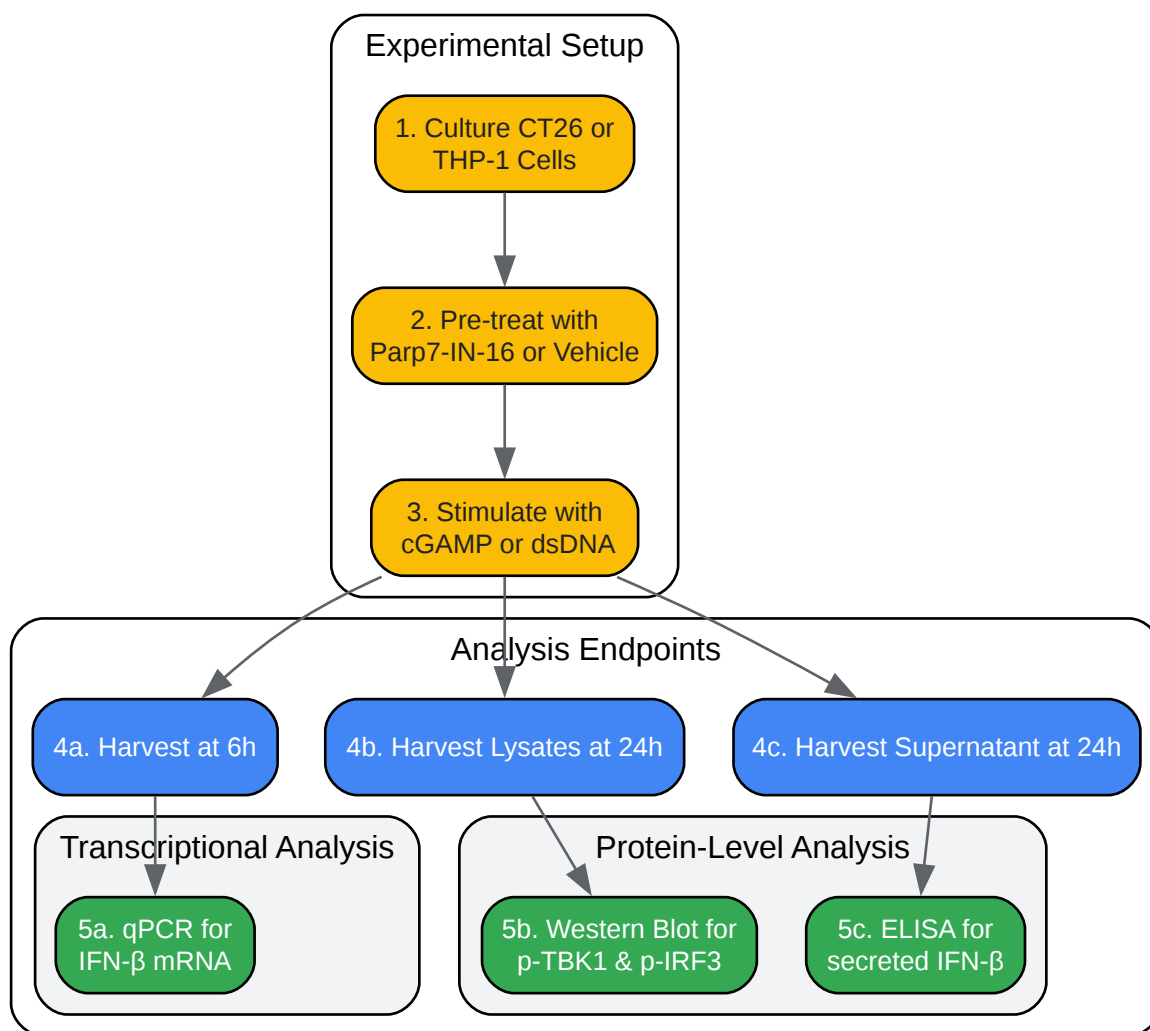 Experimental Setup
1. Culture CT26 or
THP-1 Cells
2. Pre-treat with
Parp7-IN-16 or Vehicle
3. Stimulate with
cGAMP or dsDNA
Analysis Endpoints
4a. Harvest at 6h
4b. Harvest Lysates at 24h
4c. Harvest Supernatant at 24h
Transcriptional Analysis
5a. qPCR for
IFN-β mRNA
Protein-Level Analysis
5b. Western Blot for
p-TBK1 & p-IRF3
5c. ELISA for
secreted IFN-β